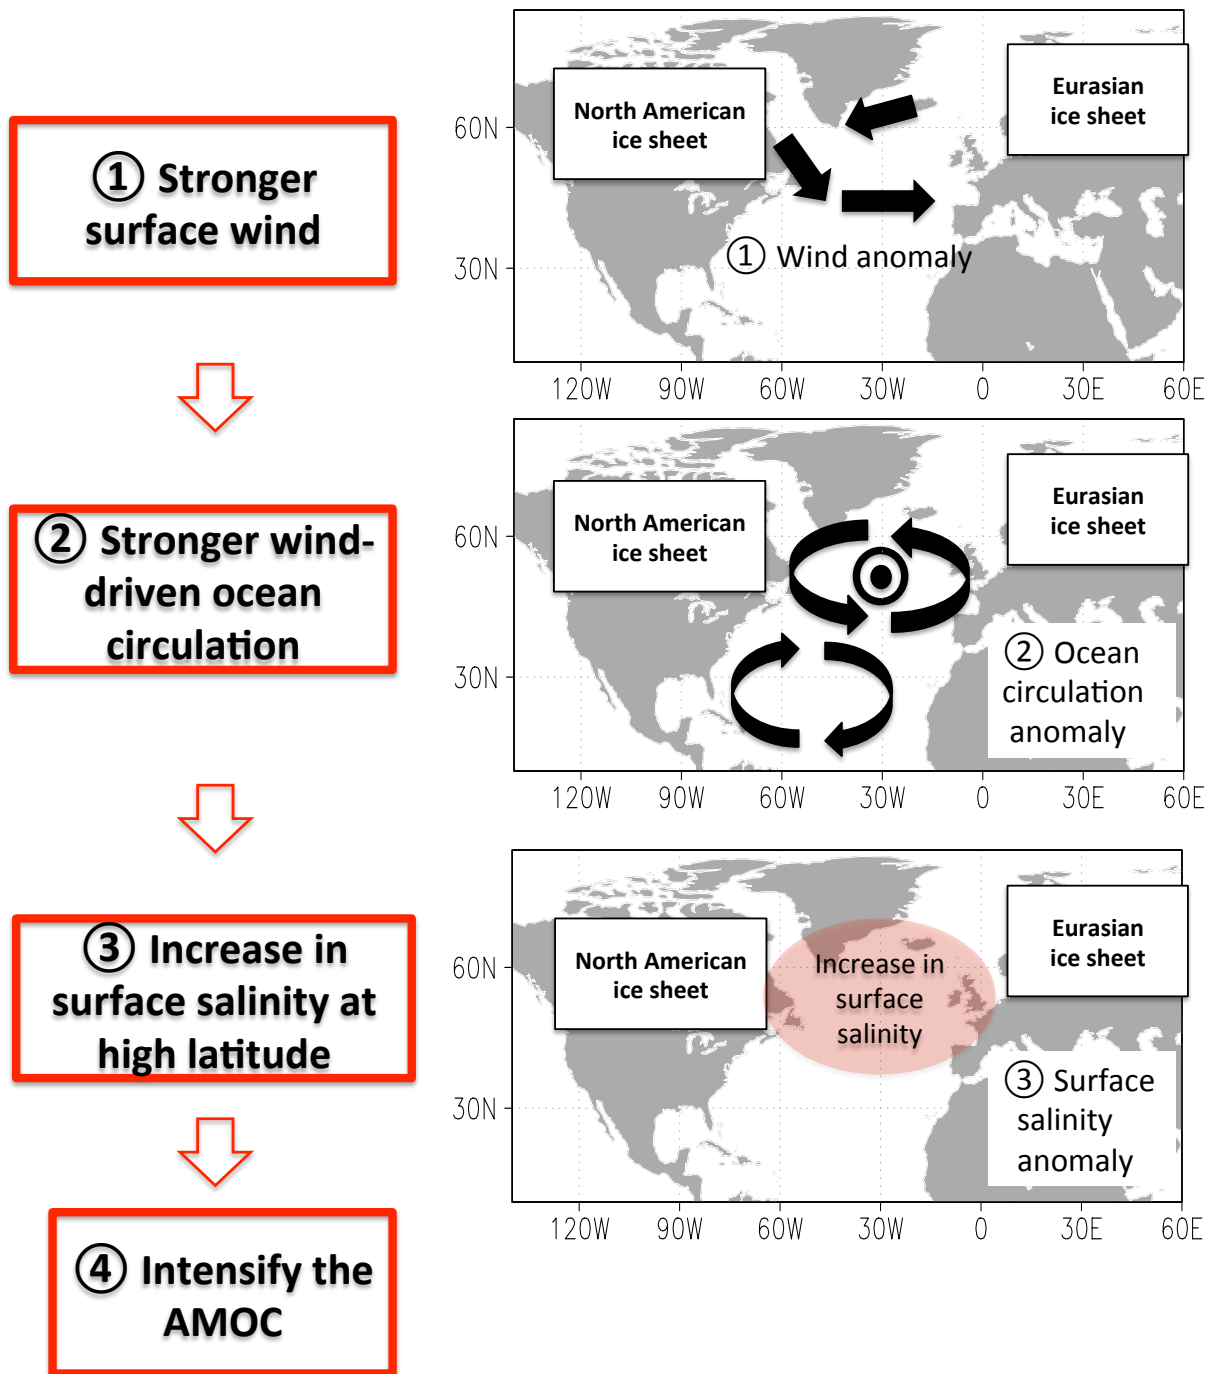 ① Stronger
surface wind
North American
ice sheet
Eurasian
ice sheet
① Wind anomaly
60N
30N
120W 90W 60W 30W 0 30E 60E
② Stronger wind-
driven ocean
circulation
North American
ice sheet
Eurasian
ice sheet
② Ocean
circulation
anomaly
60N
30N
120W 90W 60W 30W 0 30E 60E
③ Increase in
surface salinity at
high latitude
North American
ice sheet
Increase in
surface
salinity
Eurasian
ice sheet
③ Surface
salinity
anomaly
60N
30N
120W 90W 60W 30W 0 30E 60E
④ Intensify the
AMOC